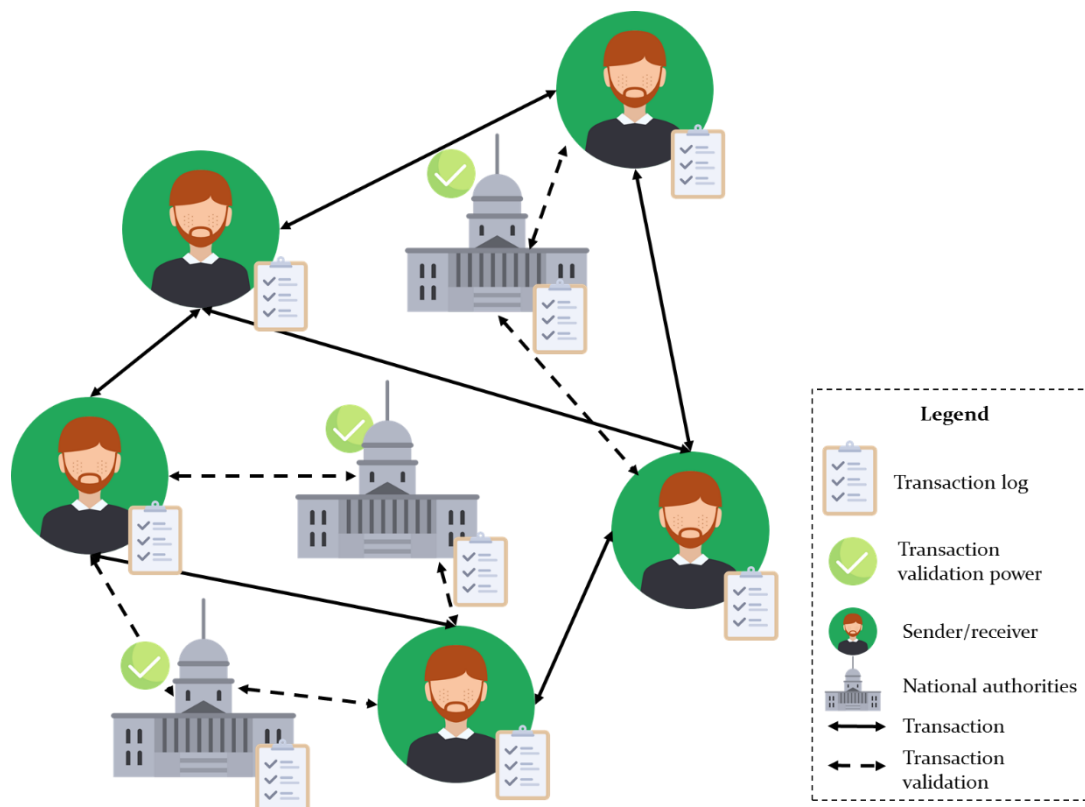 Legend
Transaction log
Transaction
validation power
Sender/receiver
National authorities
Transaction
Transaction
validation